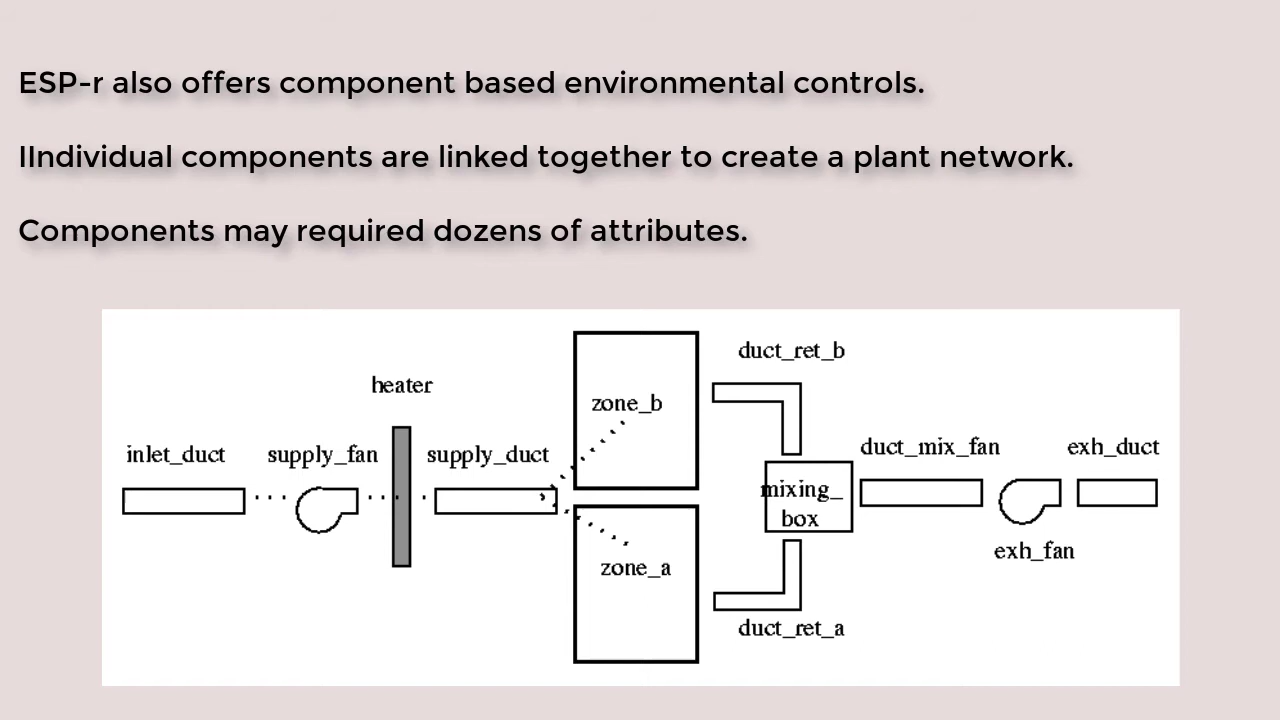 ESP-r also offers component based environmental controls.
IIndividual components are linked together to create a plant network.
Components may required dozens of attributes.
duct_ret_b
heater
zone_b
inlet_duct
supply_fan
supply_duct
duct_mix_fan
exh_duct
mixing_
box
exh_fan
zone_a
duct_ret_a